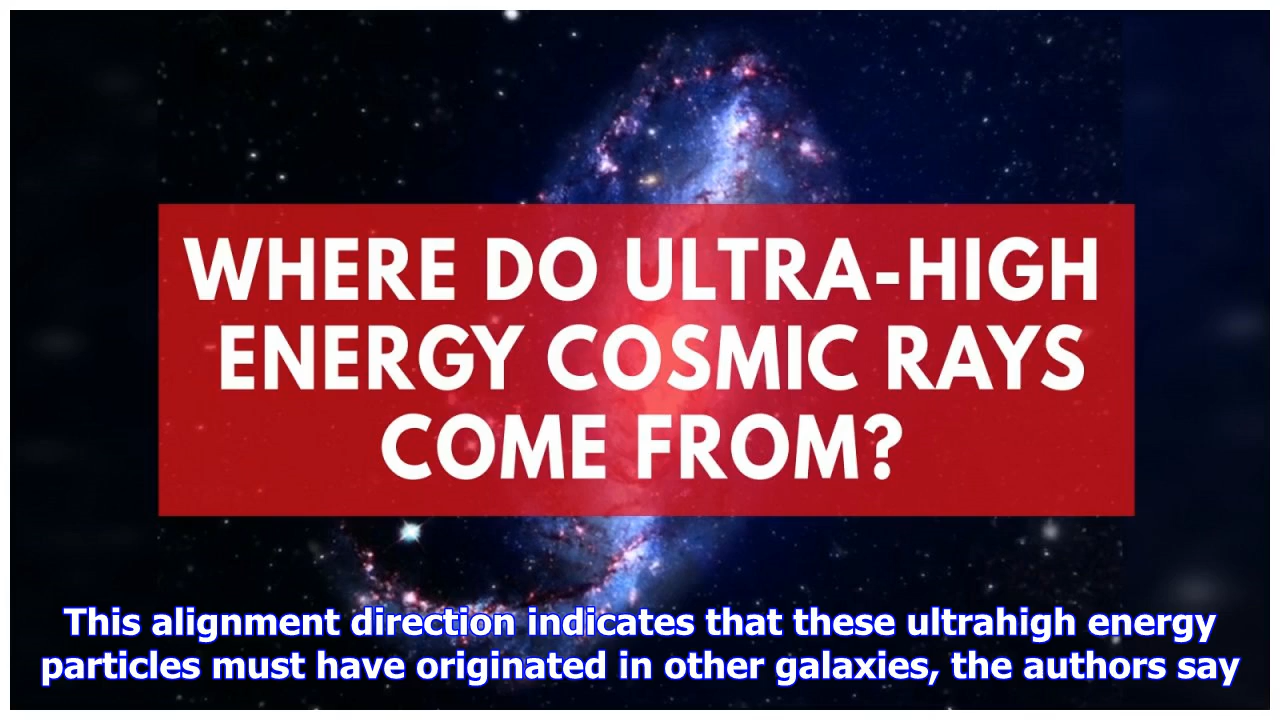 WHERE DO ULTRA-HIGH
ENERGY COSMIC RAYS
COME FROM?
This alignment direction indicates that these ultrahigh energy
particles must have originated in other galaxies, the authors say